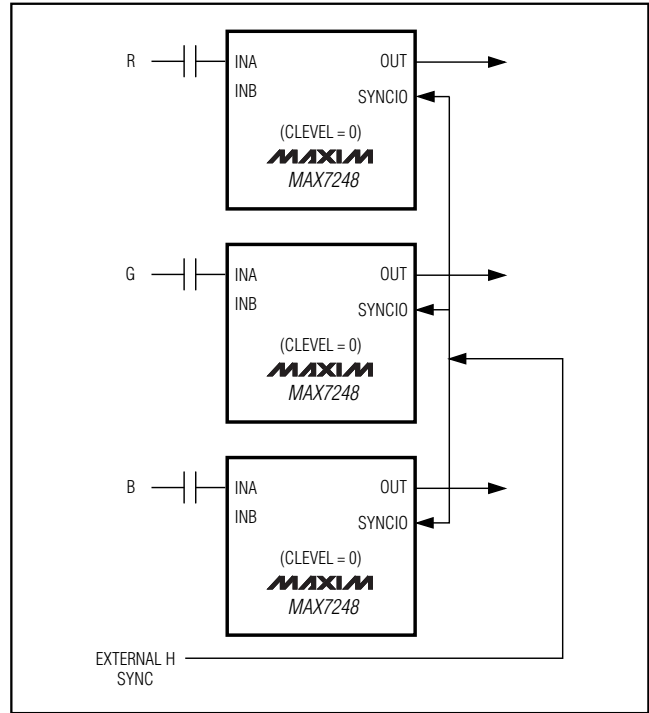 R
INA
OUT
INB
SYNCIO
(CLEVEL = 0)
MAXIM
MAX7248
G
INA
OUT
INB
SYNCIO
(CLEVEL = 0)
MAXIM
MAX7248
B
INA
OUT
INB
SYNCIO
(CLEVEL = 0)
MAXIM
MAX7248
EXTERNAL H
SYNC